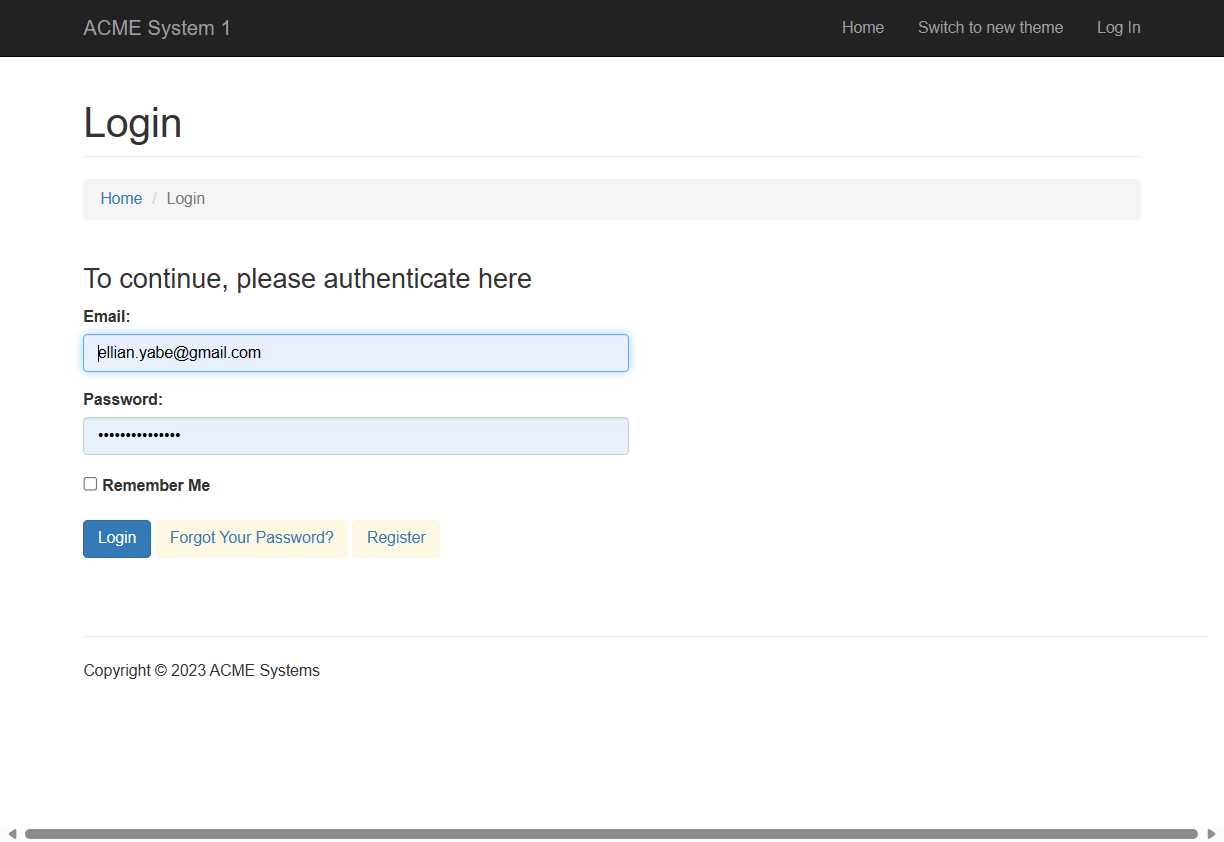 ACME System 1 Home Switch to new theme Log In
Login
Home / Login
To continue, please authenticate here
Email:
ellian.yabe@gmail.com
Password:
•••••••••••••••
Remember Me
Login Forgot Your Password? Register
Copyright © 2023 ACME Systems